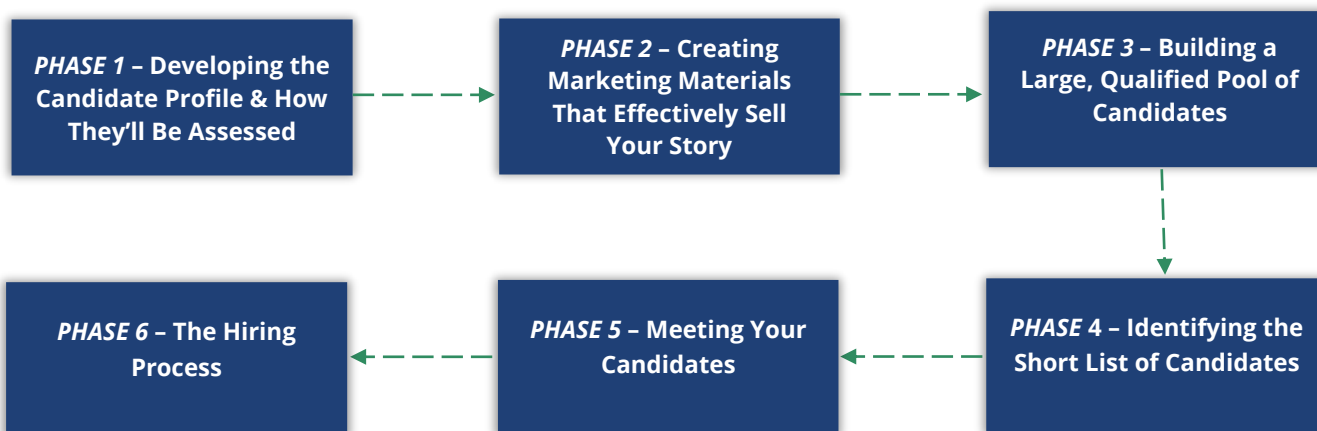 PHASE 1 – Developing the
Candidate Profile & How
They’ll Be Assessed
PHASE 2 – Creating
Marketing Materials
That Effectively Sell
Your Story
PHASE 3 – Building a
Large, Qualified Pool of
Candidates
PHASE 4 – Identifying the
Short List of Candidates
PHASE 5 – Meeting Your
Candidates
PHASE 6 – The Hiring
Process